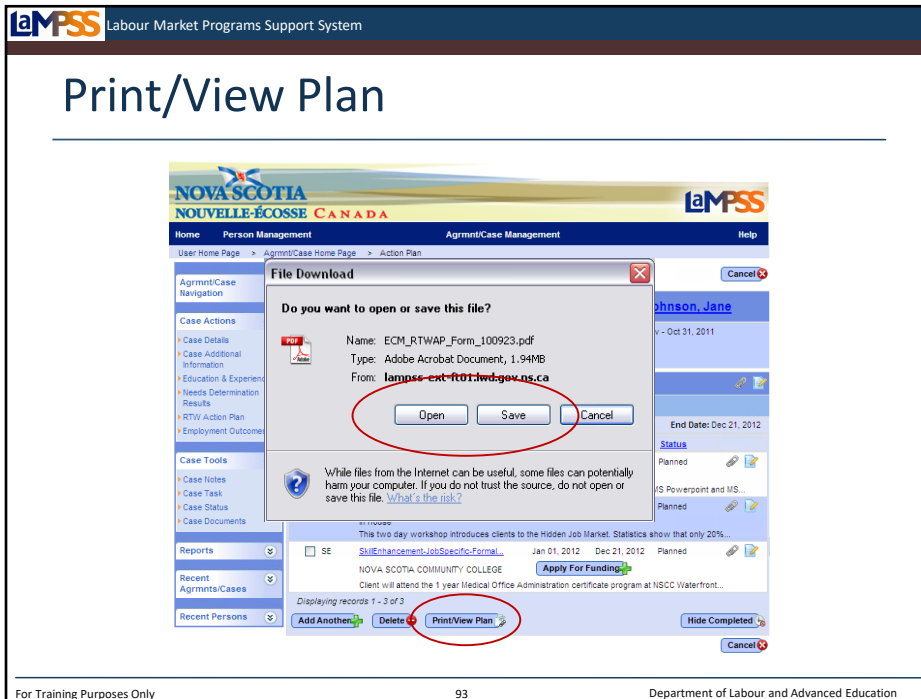 LaMPSS Labour Market Programs Support System
Print/View Plan
NOVA SCOTIA
NOUVELLE-ÉCOSSE CANADA
LaMPSS
Home Person Management Agrmnt/Case Management Help
User Home Page > Agrmnt/Case Home Page > Action Plan
Cancel
Agrmnt/Case
Navigation
Case Actions
Case Details
Case Additional
Information
Education & Experienc
Needs Determination
Results
RTW Action Plan
Employment Outcomes
Case Tools
Case Notes
Case Task
Case Status
Case Documents
Reports
Recent
Agrmnts/Cases
Recent Persons
File Download
Do you want to open or save this file?
PDF
Adobe
Name: ECM_RTWAP_Form_100923.pdf
Type: Adobe Acrobat Document, 1.94MB
From: lampss-ext-ft01.lwd.gov.ns.ca
Open Save Cancel
While files from the Internet can be useful, some files can potentially
harm your computer. If you do not trust the source, do not open or
save this file. What's the risk?
ohnson, Jane
v - Oct 31, 2011
End Date: Dec 21, 2012
Status
Planned
MS Powerpoint and MS...
Planned
In House
This two day workshop introduces clients to the Hidden Job Market. Statistics show that only 20%...
SE SkillEnhancement-JobSpecific-Formal... Jan 01, 2012 Dec 21, 2012 Planned
NOVA SCOTIA COMMUNITY COLLEGE Apply For Funding
Client will attend the 1 year Medical Office Administration certificate program at NSCC Waterfront...
Displaying records 1 - 3 of 3
Add Another Delete Print/View Plan Hide Completed
Cancel
For Training Purposes Only 93 Department of Labour and Advanced Education